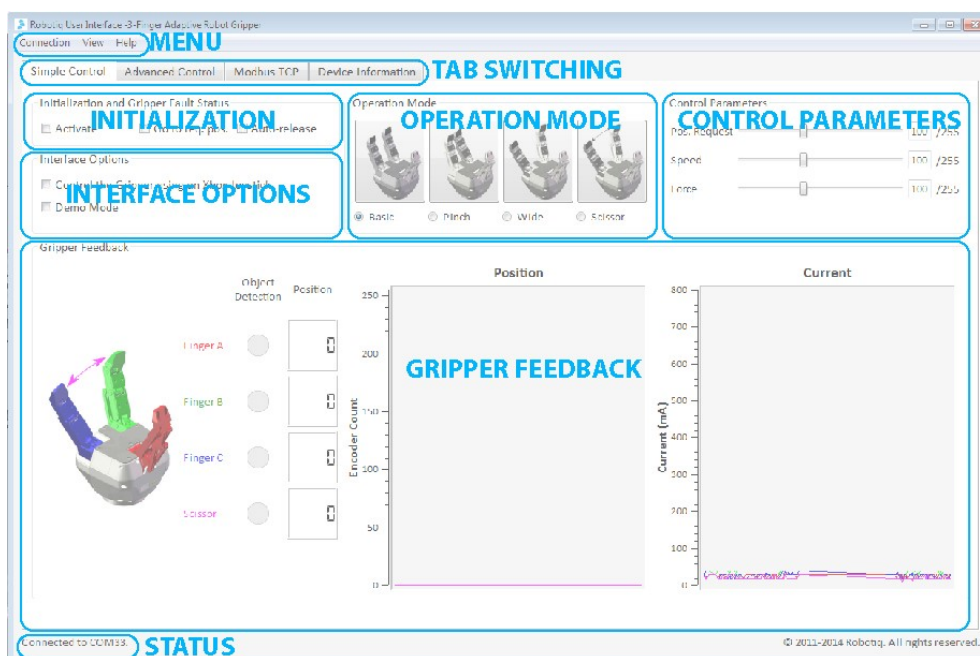 Robotiq User Interface -3-Finger Adaptive Robot Gripper
Connection View Help MENU
Simple Control Advanced Control Modbus TCP Device Information TAB SWITCHING
Initialization and Gripper Fault Status
Activate Auto-release
INITIALIZATION
Interface Options
INTERFACE OPTIONS
Demo Mode
Operation Mode
OPERATION MODE
Basic Pinch Wide Scissor
Control Parameters
CONTROL PARAMETERS
Pos. Request 100 /255
Speed 100 /255
Force 100 /255
Gripper Feedback
Object Detection Position
Finger A 0
Finger B 0
Finger C 0
Scissor 0
Position
Encoder Count
250
200
150
100
50
0
GRIPPER FEEDBACK
Current
Current (mA)
800
700
600
500
400
300
200
100
0
Connected to COM33. STATUS
© 2011-2014 Robotiq. All rights reserved.